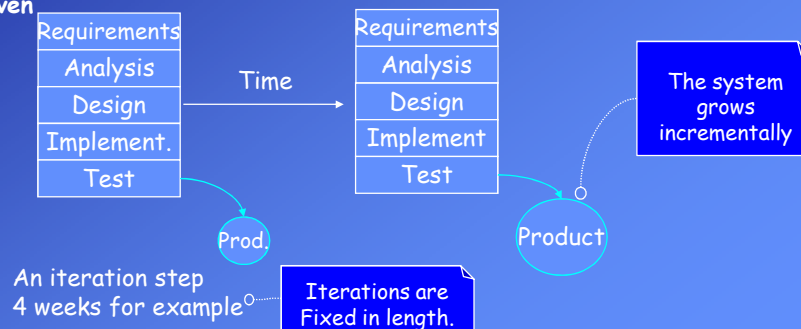 Requirements
Analysis
Design
Implement.
Test
Time
Requirements
Analysis
Design
Implement
Test
The system
grows
incrementally
Prod.
Product
An iteration step
4 weeks for example
Iterations are
Fixed in length.